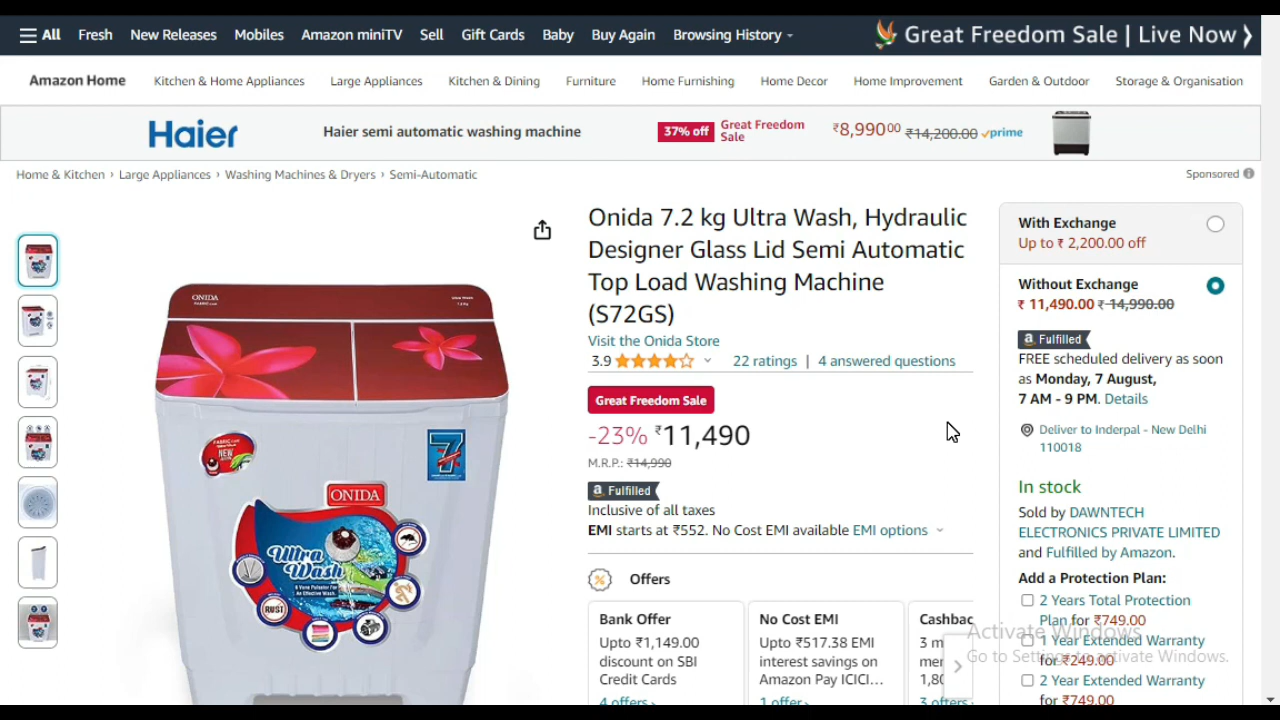 All Fresh New Releases Mobiles Amazon miniTV Sell Gift Cards Baby Buy Again Browsing History Great Freedom Sale | Live Now
Amazon Home Kitchen & Home Appliances Large Appliances Kitchen & Dining Furniture Home Furnishing Home Decor Home Improvement Garden & Outdoor Storage & Organisation
Haier Haier semi automatic washing machine 37% off Great Freedom Sale ₹8,990.00 ₹14,200.00 prime
Home & Kitchen › Large Appliances › Washing Machines & Dryers › Semi-Automatic
Sponsored
ONIDA
ONIDA
Ultra
Wash
RUST
NEW
7
Onida 7.2 kg Ultra Wash, Hydraulic
Designer Glass Lid Semi Automatic
Top Load Washing Machine
(S72GS)
Visit the Onida Store
3.9 22 ratings | 4 answered questions
Great Freedom Sale
-23% ₹11,490
M.R.P.: ₹14,990
a Fulfilled
Inclusive of all taxes
EMI starts at ₹552. No Cost EMI available EMI options
Offers
Bank Offer
Upto ₹1,149.00
discount on SBI
Credit Cards
4 offers›
No Cost EMI
Upto ₹517.38 EMI
interest savings on
Amazon Pay ICICI…
1 offer›
Cashbac
3 m
mer
1,80
3 offers›
With Exchange
Up to ₹ 2,200.00 off
Without Exchange
₹ 11,490.00 ₹ 14,990.00
a Fulfilled
FREE scheduled delivery as soon
as Monday, 7 August,
7 AM - 9 PM. Details
Deliver to Inderpal - New Delhi
110018
In stock
Sold by DAWNTECH
ELECTRONICS PRIVATE LIMITED
and Fulfilled by Amazon.
Add a Protection Plan:
2 Years Total Protection
Plan for ₹749.00
1 Year Extended Warranty
for ₹249.00
2 Year Extended Warranty
for ₹749.00
Activate Windows
Go to Settings to activate Windows.